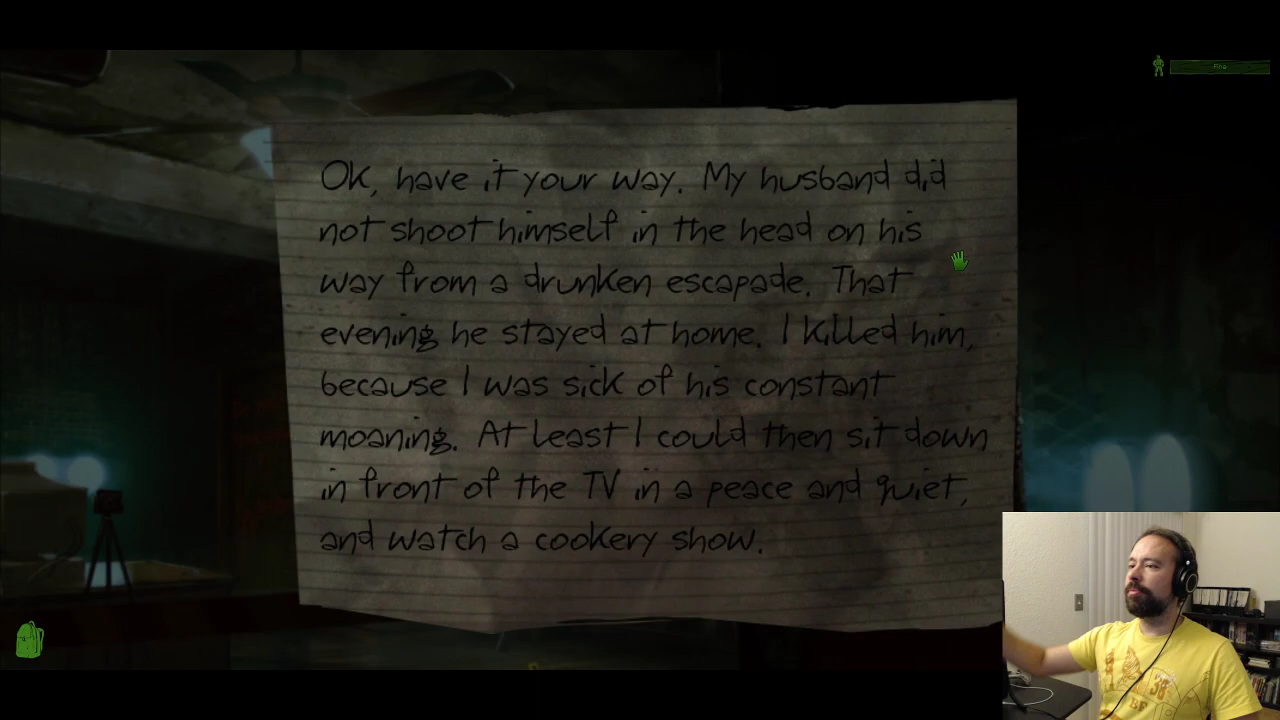 OK, have it your way. My husband did
not shoot himself in the head on his
way from a drunken escapade. That
evening he stayed at home. I killed him,
because I was sick of his constant
moaning. At least I could then sit down
in front of the TV in a peace and quiet,
and watch a cookery show.